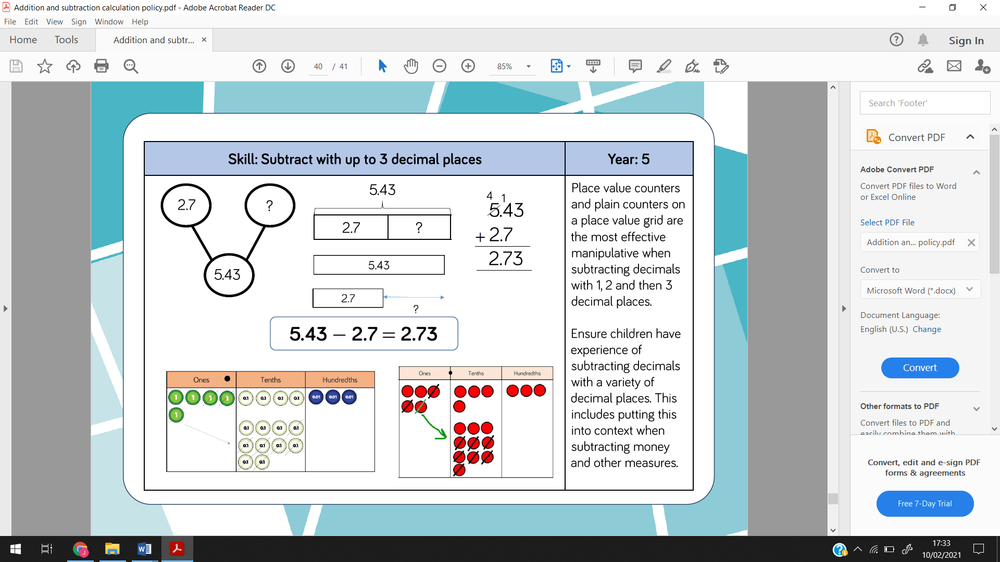 Addition and subtraction calculation policy.pdf - Adobe Acrobat Reader DC
File Edit View Sign Window Help
Home Tools Addition and subtr... × Sign In
40 / 41 85%
Search 'Footer'
Convert PDF
Adobe Convert PDF
Convert PDF files to Word
or Excel Online
Select PDF File
Addition an... policy.pdf
Convert to
Microsoft Word (*.docx)
Document Language:
English (U.S.) Change
Convert
Other formats to PDF
Convert files to PDF and
easily combine them with
Convert, edit and e-sign PDF
forms & agreements
Free 7-Day Trial
Skill: Subtract with up to 3 decimal places
Year: 5
2.7 ?
5.43
5.43
2.7 ?
5.43
2.7
?
4 1
5.43
+ 2.7
2.73
5.43 – 2.7 = 2.73
Ones Tenths Hundredths
1 1 1 1 0.1 0.1 0.1 0.1 0.01 0.01 0.01
1
0.1 0.1 0.1 0.1
0.1 0.1 0.1 0.1
0.1 0.1
Ones Tenths Hundredths
Place value counters
and plain counters on
a place value grid are
the most effective
manipulative when
subtracting decimals
with 1, 2 and then 3
decimal places.
Ensure children have
experience of
subtracting decimals
with a variety of
decimal places. This
includes putting this
into context when
subtracting money
and other measures.
17:33
10/02/2021